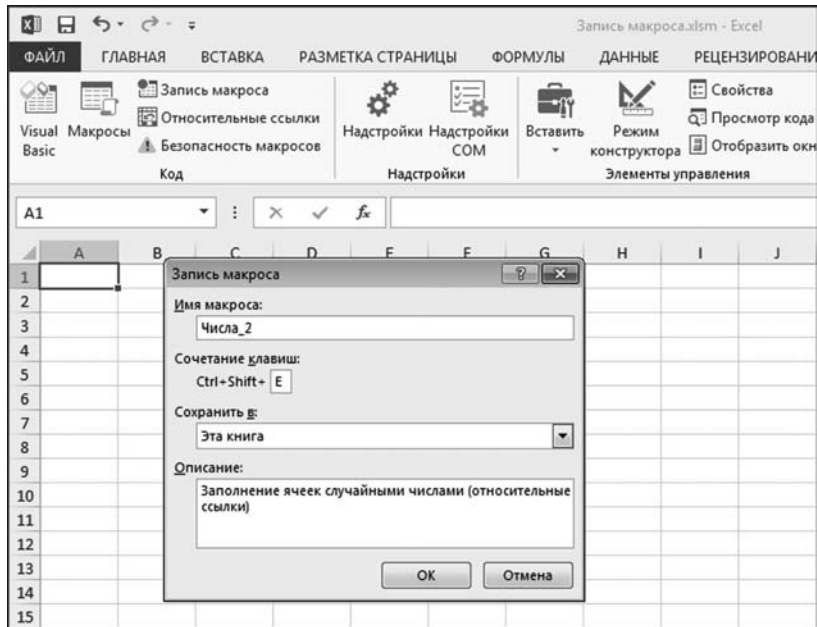 Запись макроса.xlsm - Excel
ФАЙЛ ГЛАВНАЯ ВСТАВКА РАЗМЕТКА СТРАНИЦЫ ФОРМУЛЫ ДАННЫЕ РЕЦЕНЗИРОВАНИ
Visual Basic
Макросы
Запись макроса
Относительные ссылки
Безопасность макросов
Код
Надстройки
Надстройки COM
Надстройки
Вставить
Режим конструктора
Свойства
Просмотр кода
Отобразить окн
Элементы управления
A1
fx
A B C D E F G H I J
1
2
3
4
5
6
7
8
9
10
11
12
13
14
15
Запись макроса
?
Имя макроса:
Числа_2
Сочетание клавиш:
Ctrl+Shift+ E
Сохранить в:
Эта книга
Описание:
Заполнение ячеек случайными числами (относительные
ссылки)
ОК Отмена